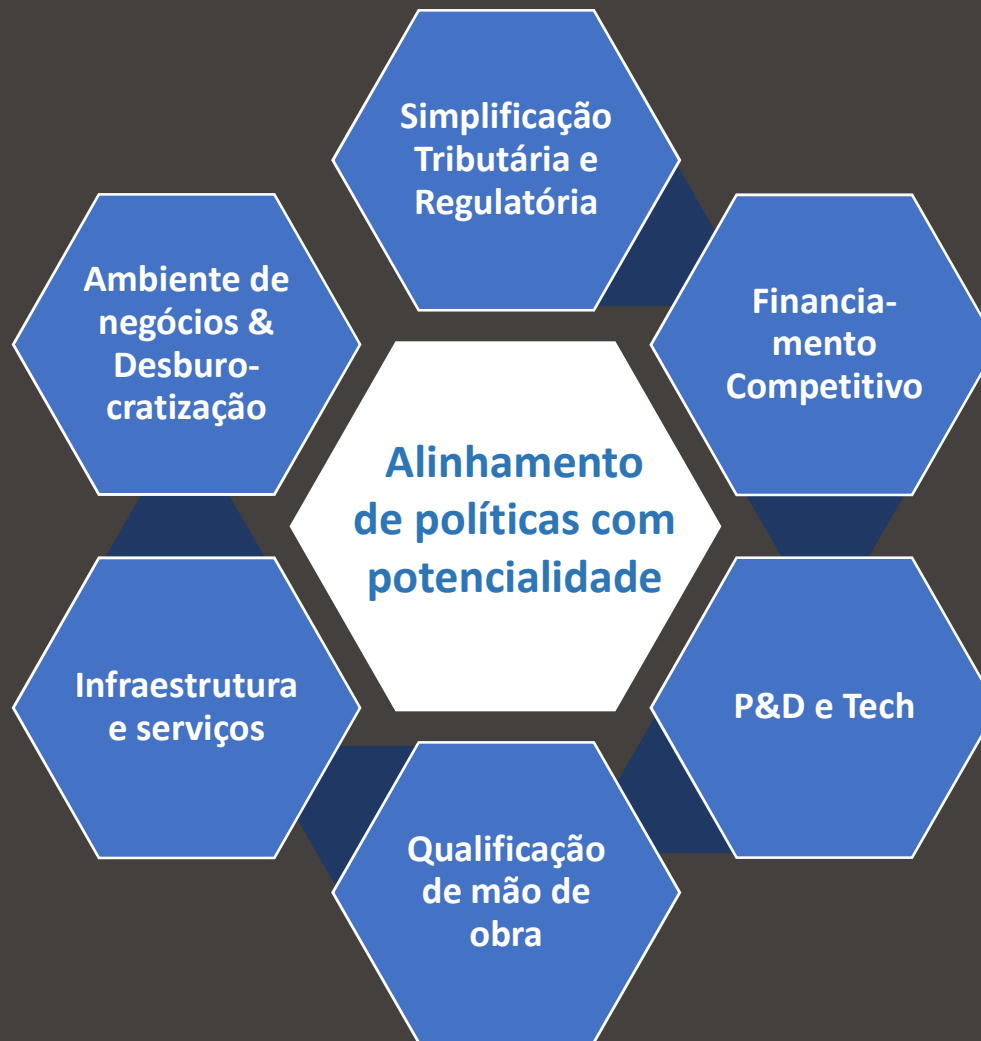 Simplificação
Tributária e
Regulatória
Financia-
mento
Competitivo
P&D e Tech
Qualificação
de mão de
obra
Infraestrutura
e serviços
Ambiente de
negócios &
Desburo-
cratização
Alinhamento
de políticas com
potencialidade